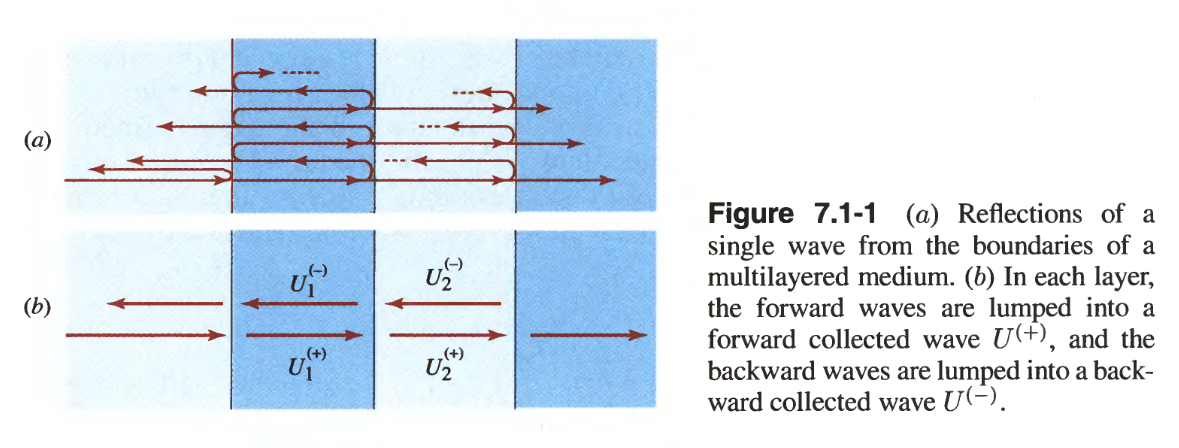 (a)
(b)
U₁⁽⁻⁾
U₂⁽⁻⁾
U₁⁽⁺⁾
U₂⁽⁺⁾
Figure 7.1-1 (a) Reflections of a
single wave from the boundaries of a
multilayered medium. (b) In each layer,
the forward waves are lumped into a
forward collected wave U⁽⁺⁾, and the
backward waves are lumped into a back-
ward collected wave U⁽⁻⁾.